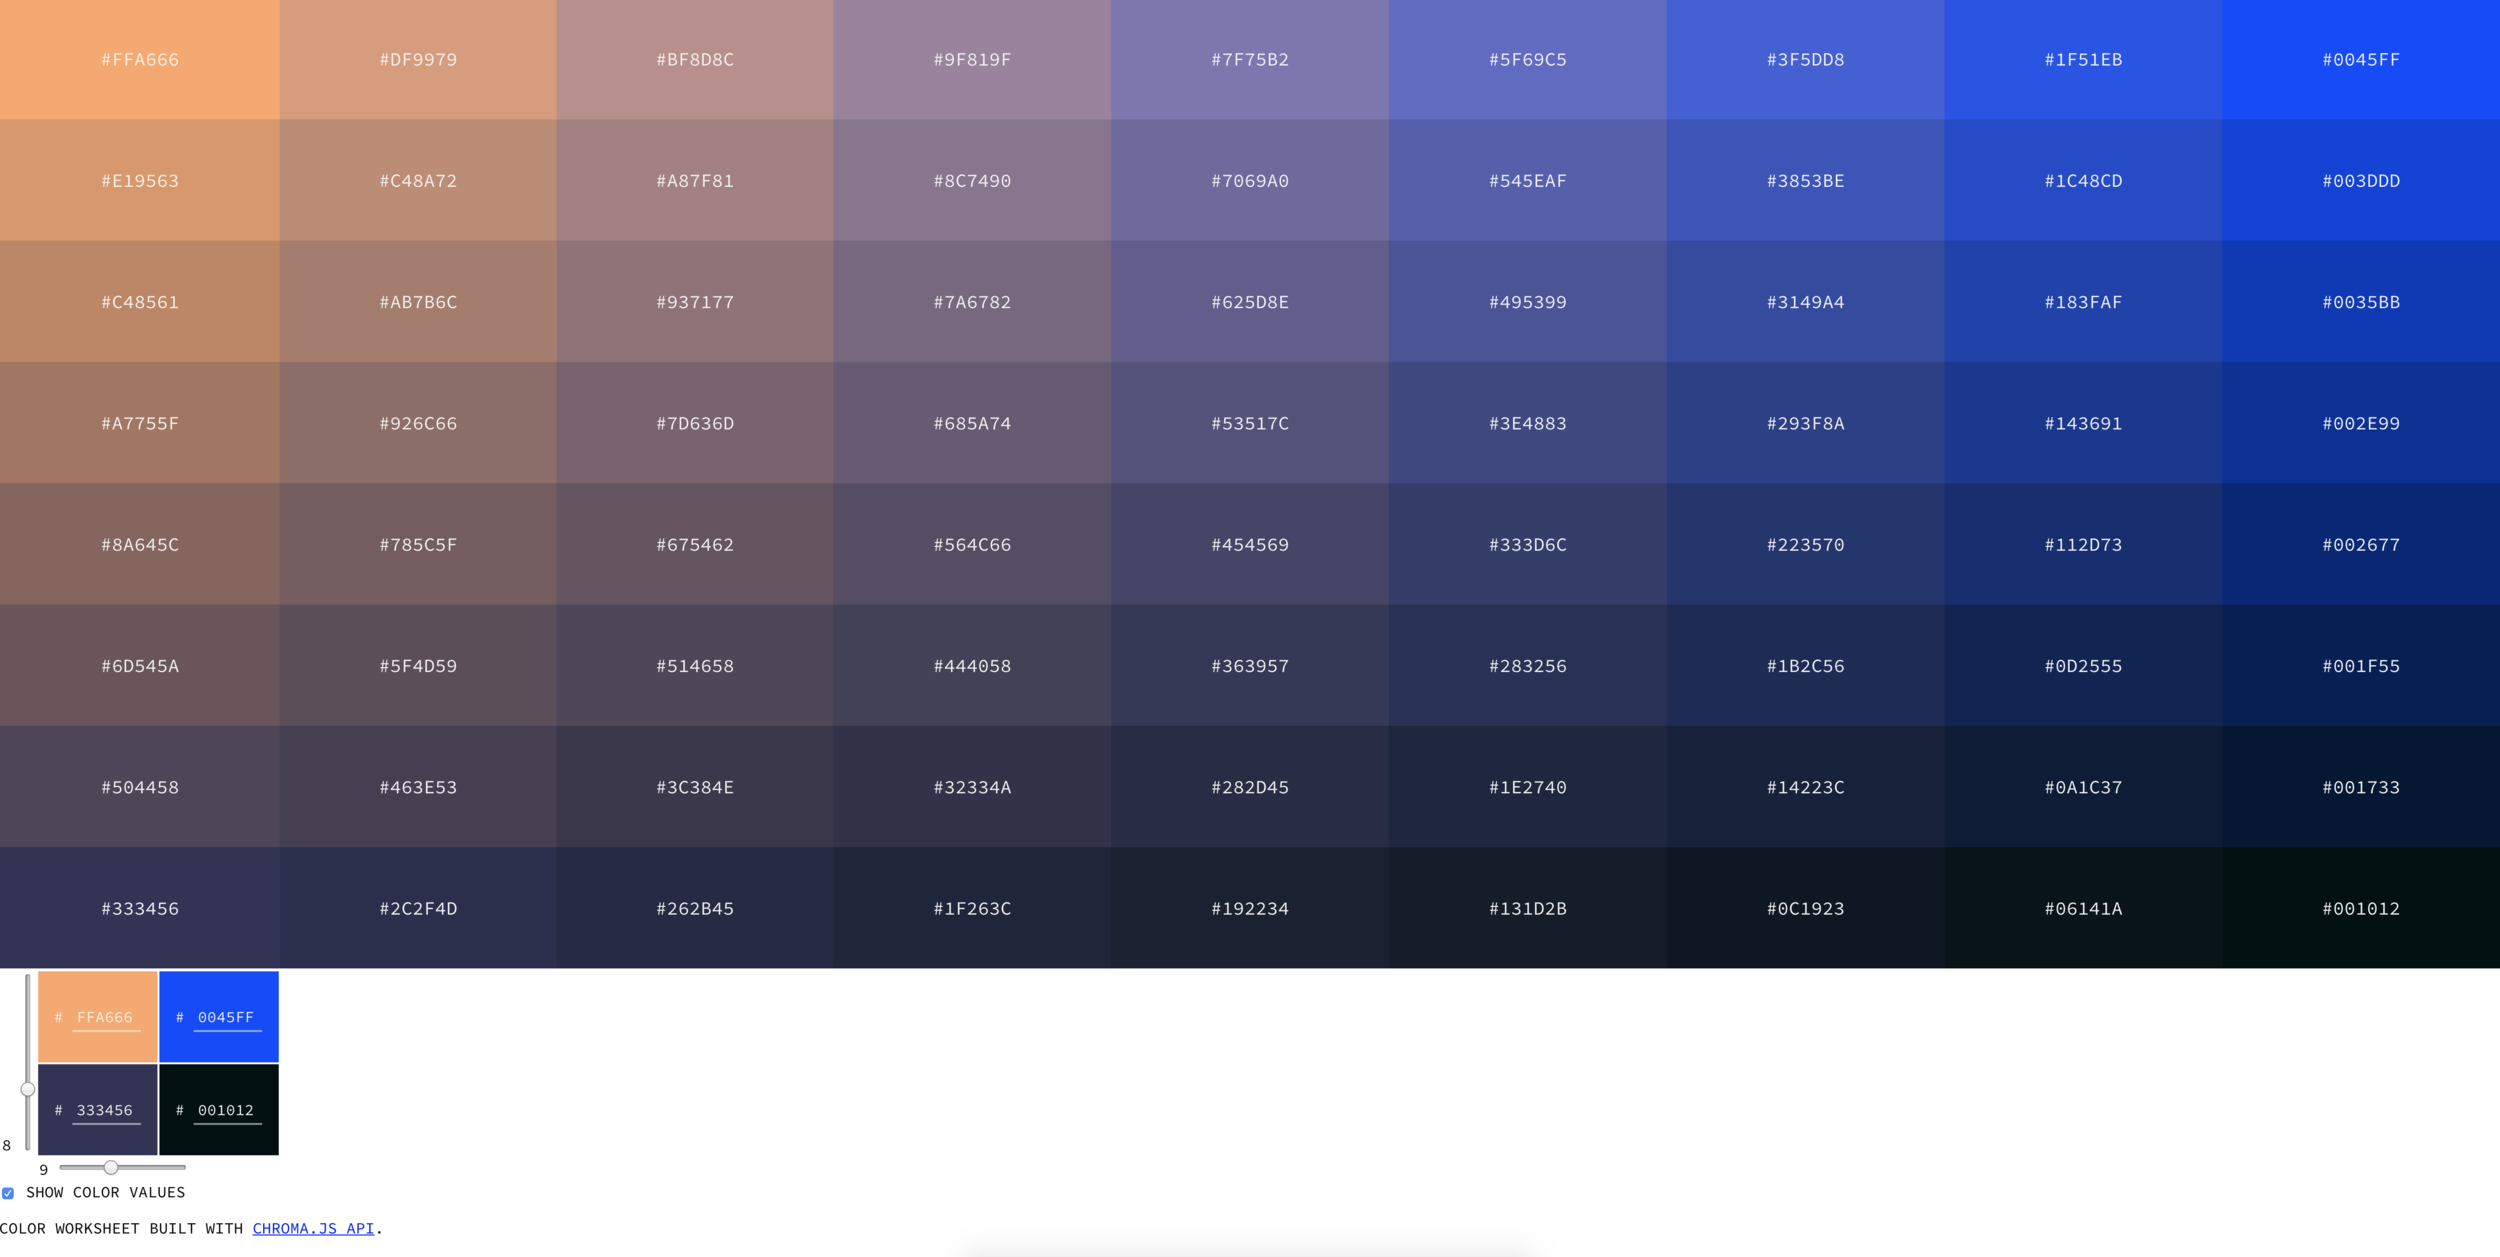 #FFA666 #DF9979 #BF8D8C #9F819F #7F75B2 #5F69C5 #3F5DD8 #1F51EB #0045FF
#E19563 #C48A72 #A87F81 #8C7490 #7069A0 #545EAF #3853BE #1C48CD #003DDD
#C48561 #AB7B6C #937177 #7A6782 #625D8E #495399 #3149A4 #183FAF #0035BB
#A7755F #926C66 #7D636D #685A74 #53517C #3E4883 #293F8A #143691 #002E99
#8A645C #785C5F #675462 #564C66 #454569 #333D6C #223570 #112D73 #002677
#6D545A #5F4D59 #514658 #444058 #363957 #283256 #1B2C56 #0D2555 #001F55
#504458 #463E53 #3C384E #32334A #282D45 #1E2740 #14223C #0A1C37 #001733
#333456 #2C2F4D #262B45 #1F263C #192234 #131D2B #0C1923 #06141A #001012
# FFA666 # 0045FF
# 333456 # 001012
8
9
SHOW COLOR VALUES
COLOR WORKSHEET BUILT WITH CHROMA.JS API.